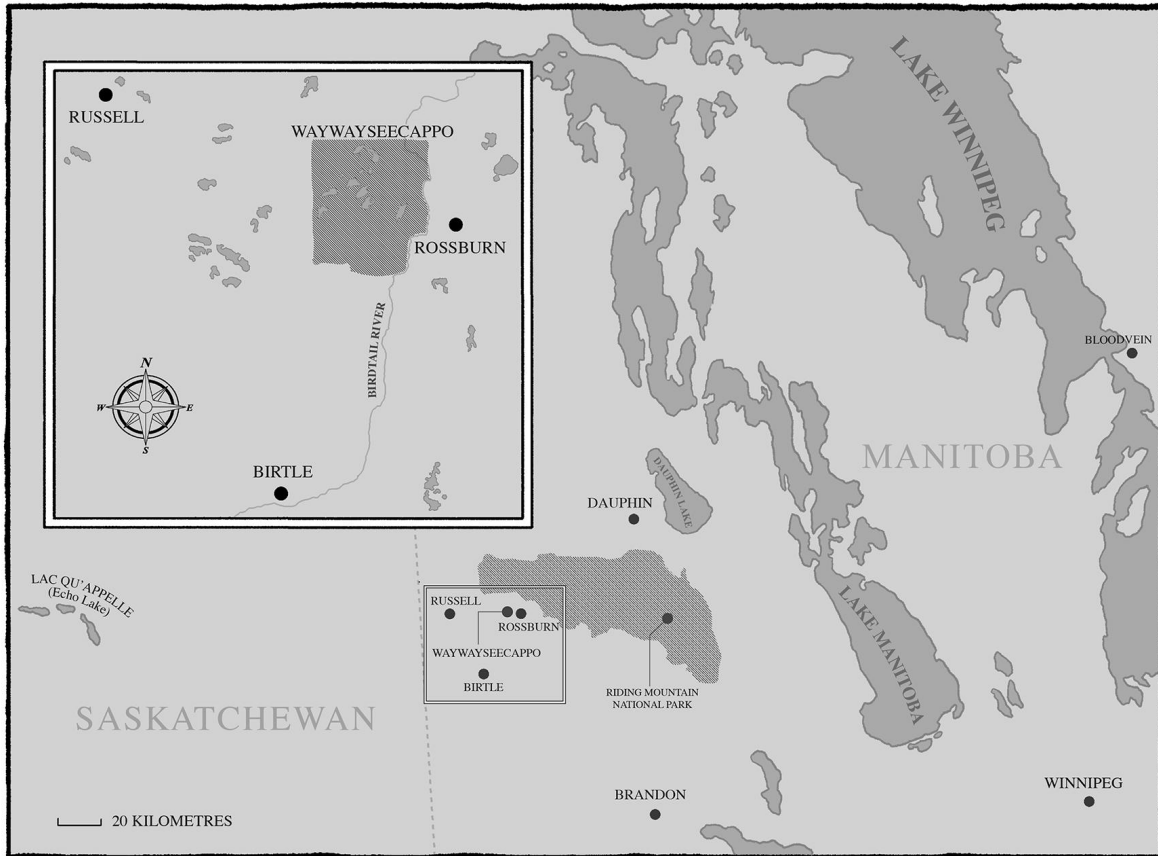 RUSSELL
WAYWAYSEECAPPO
ROSSBURN
BIRDTAIL RIVER
N
W
E
S
BIRTLE
LAKE WINNIPEG
BLOODVEIN
MANITOBA
DAUPHIN LAKE
DAUPHIN
LAC QU'APPELLE
(Echo Lake)
RUSSELL
ROSSBURN
WAYWAYSEECAPPO
BIRTLE
RIDING MOUNTAIN
NATIONAL PARK
LAKE MANITOBA
SASKATCHEWAN
BRANDON
WINNIPEG
20 KILOMETRES